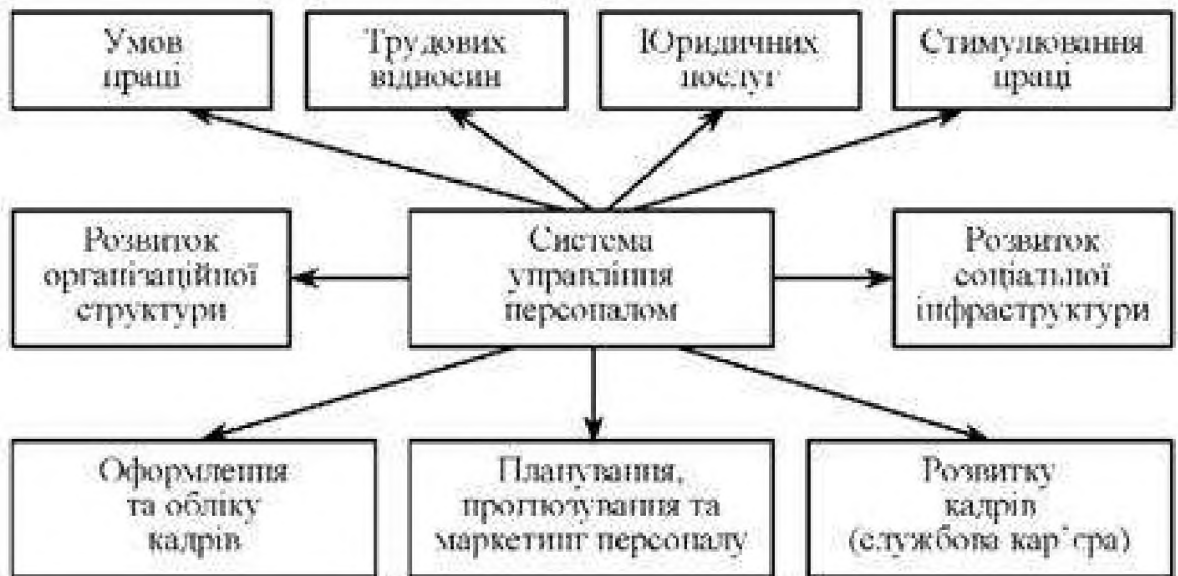 Умов
праці
Трудових
відносин
Юридичних
послуг
Стимулювання
праці
Розвиток
організаційної
структури
Система
управління
персоналом
Розвиток
соціальної
інфраструктури
Оформлення
та обліку
кадрів
Планування,
прогнозування та
маркетинг персоналу
Розвитку
кадрів
(службова кар’єра)